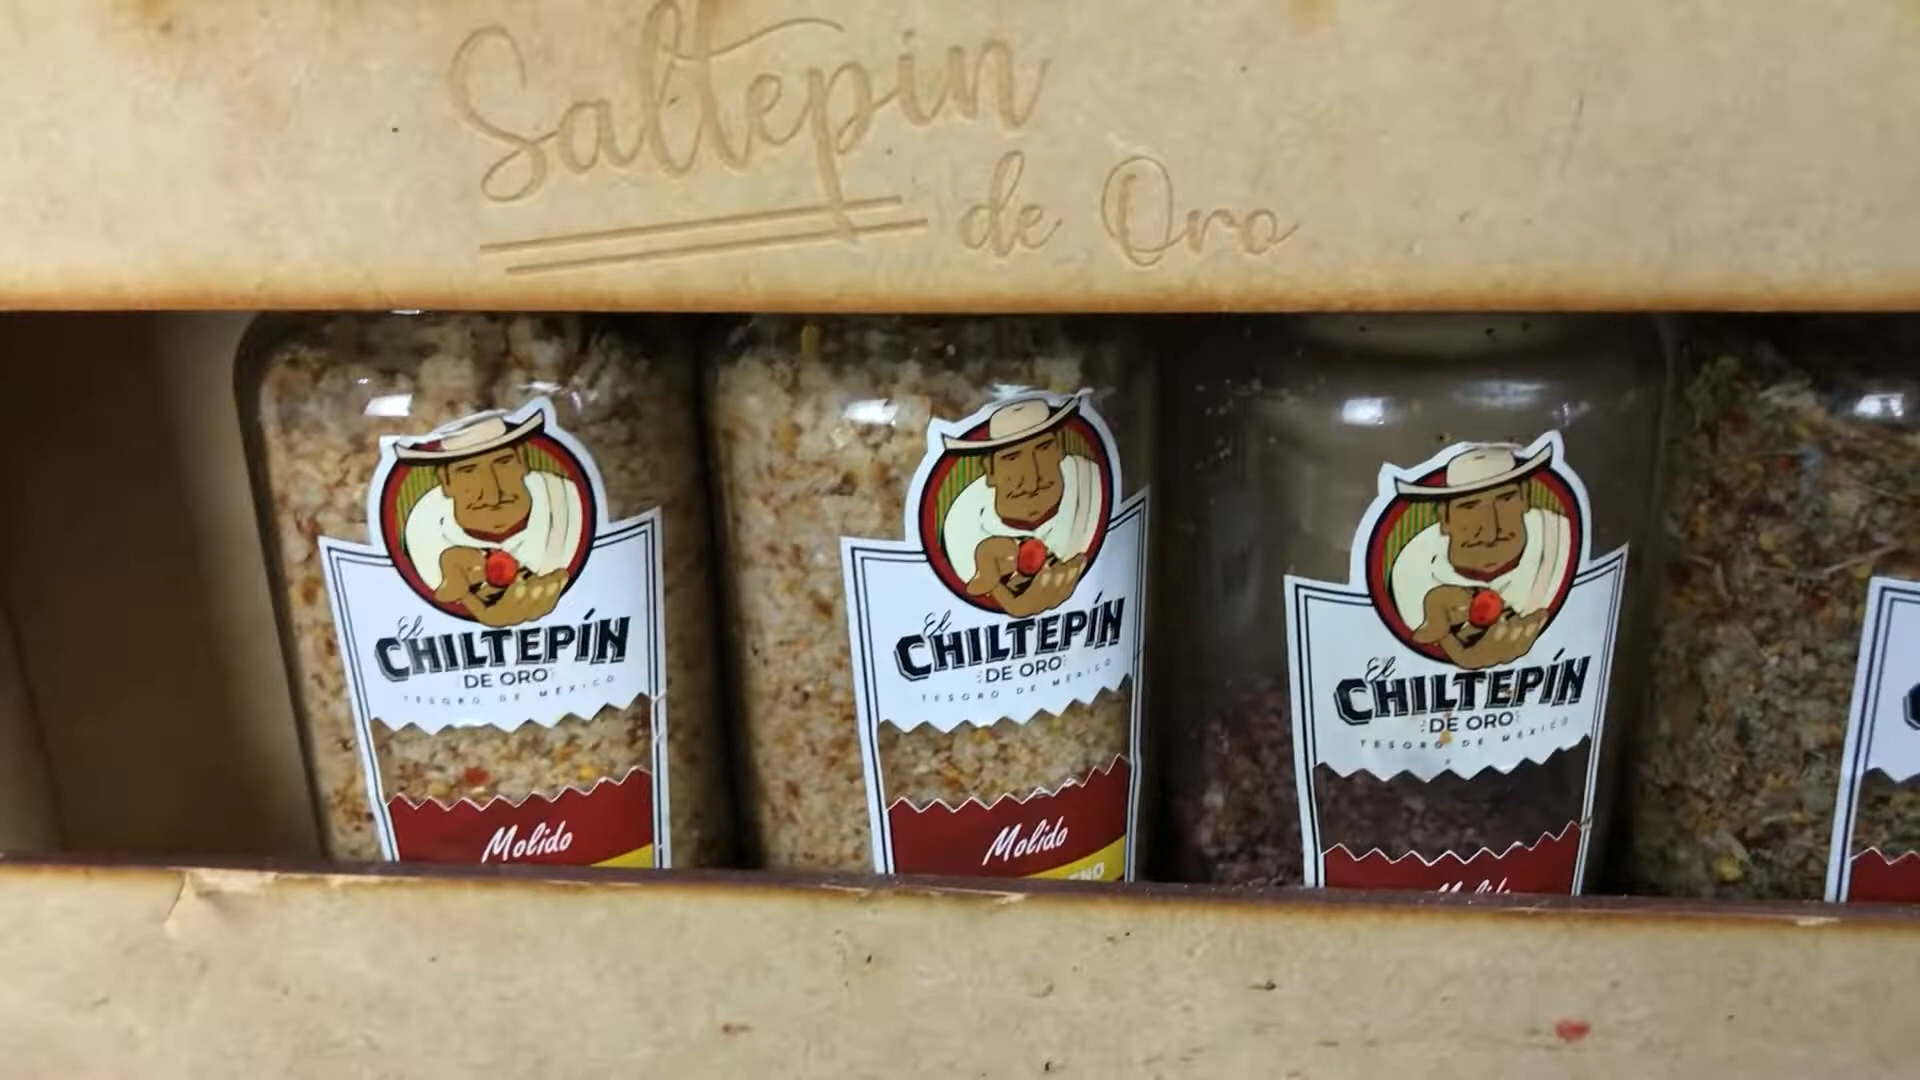 Saltepin
de Oro
El
CHILTEPÍN
DE ORO
TESORO DE MÉXICO
Molido
El
CHILTEPÍN
DE ORO
TESORO DE MÉXICO
Molido
El
CHILTEPÍN
DE ORO
TESORO DE MÉXICO
Molido